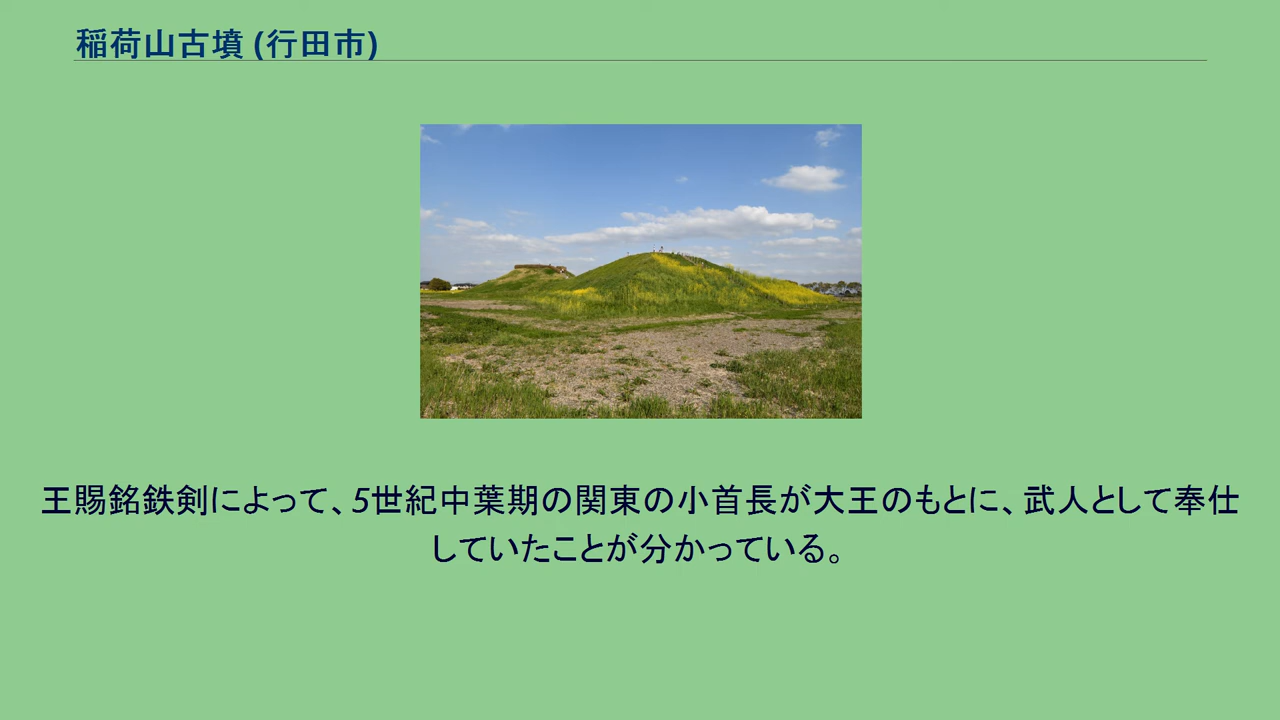 稲荷山古墳 (行田市)
王賜銘鉄剣によって、5世紀中葉期の関東の小首長が大王のもとに、武人として奉仕
していたことが分かっている。